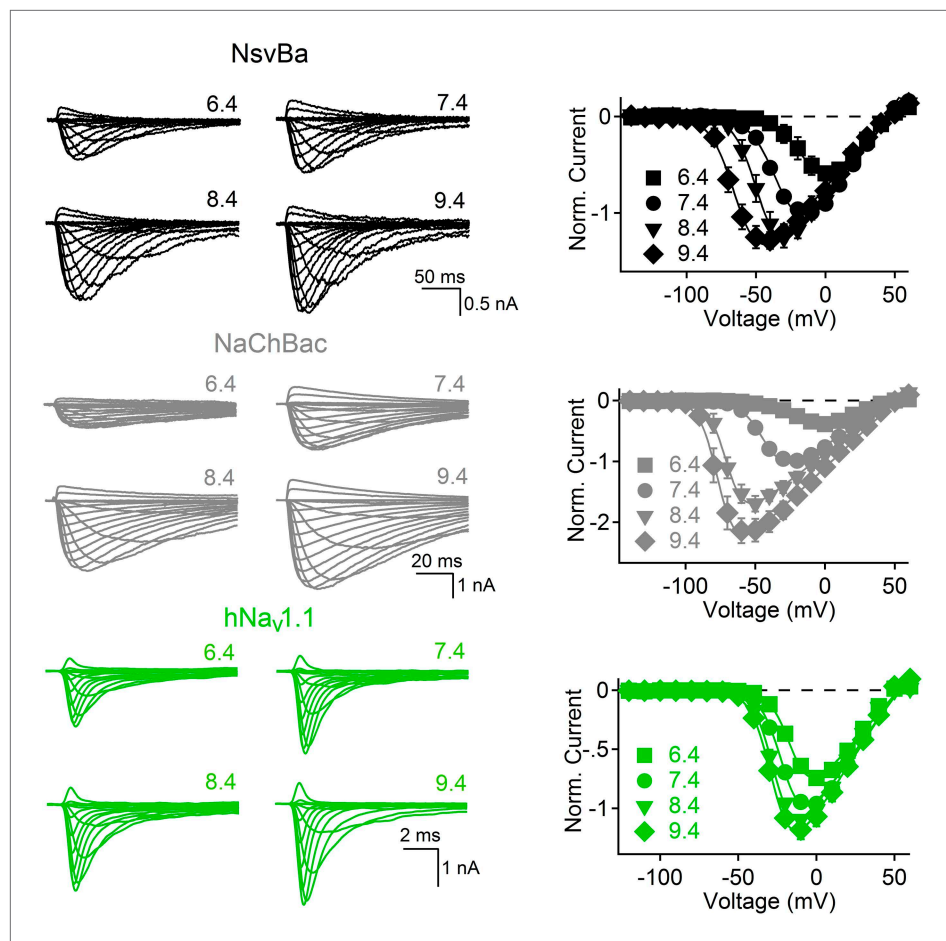 NsvBa
6.4
7.4
8.4
9.4
50 ms
0.5 nA
0
-1
Norm. Current
6.4
7.4
8.4
9.4
-100
-50
0
50
Voltage (mV)
NaChBac
6.4
7.4
8.4
9.4
20 ms
1 nA
0
-1
-2
Norm. Current
6.4
7.4
8.4
9.4
-100
-50
0
50
Voltage (mV)
hNav1.1
6.4
7.4
8.4
9.4
2 ms
1 nA
0
-.5
-1
Norm. Current
6.4
7.4
8.4
9.4
-100
-50
0
50
Voltage (mV)